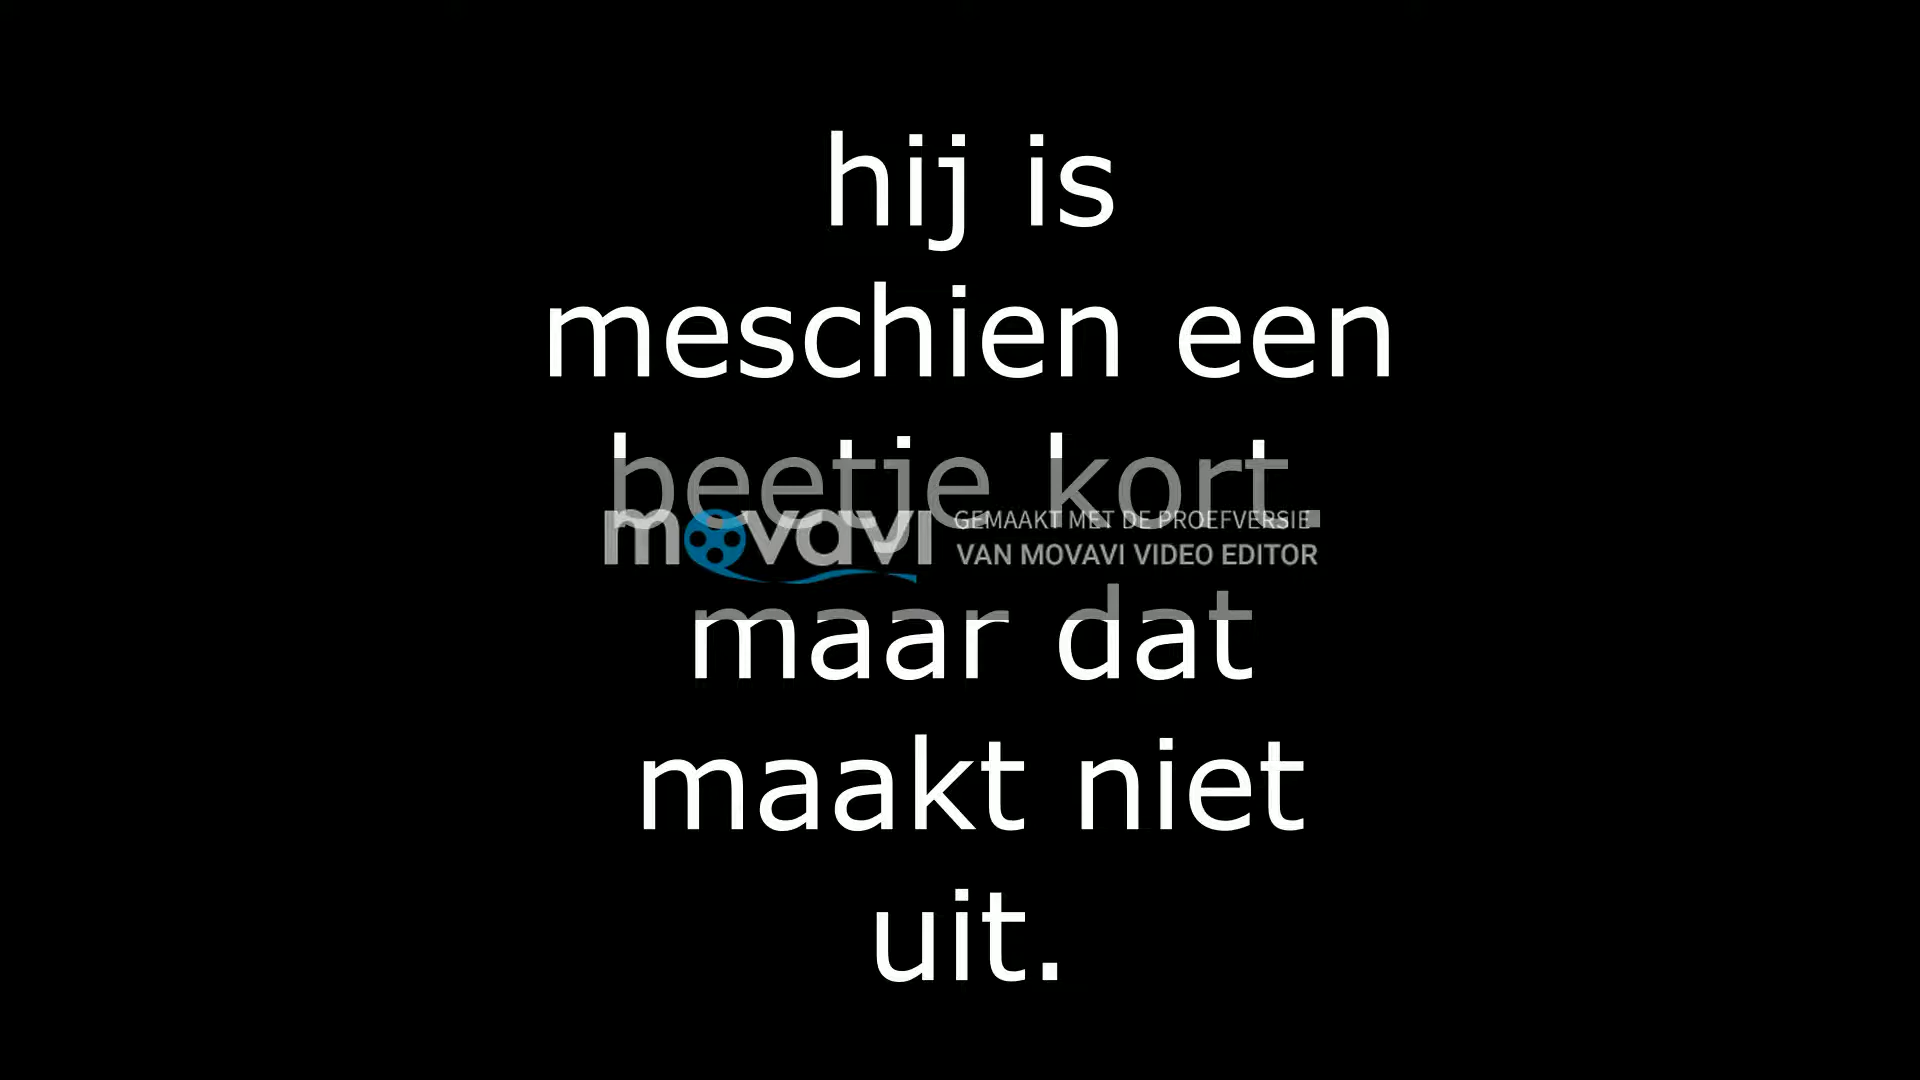 hij is
meschien een
beetje kort.
movavi GEMAAKT MET DE PROEFVERSIE
VAN MOVAVI VIDEO EDITOR
maar dat
maakt niet
uit.